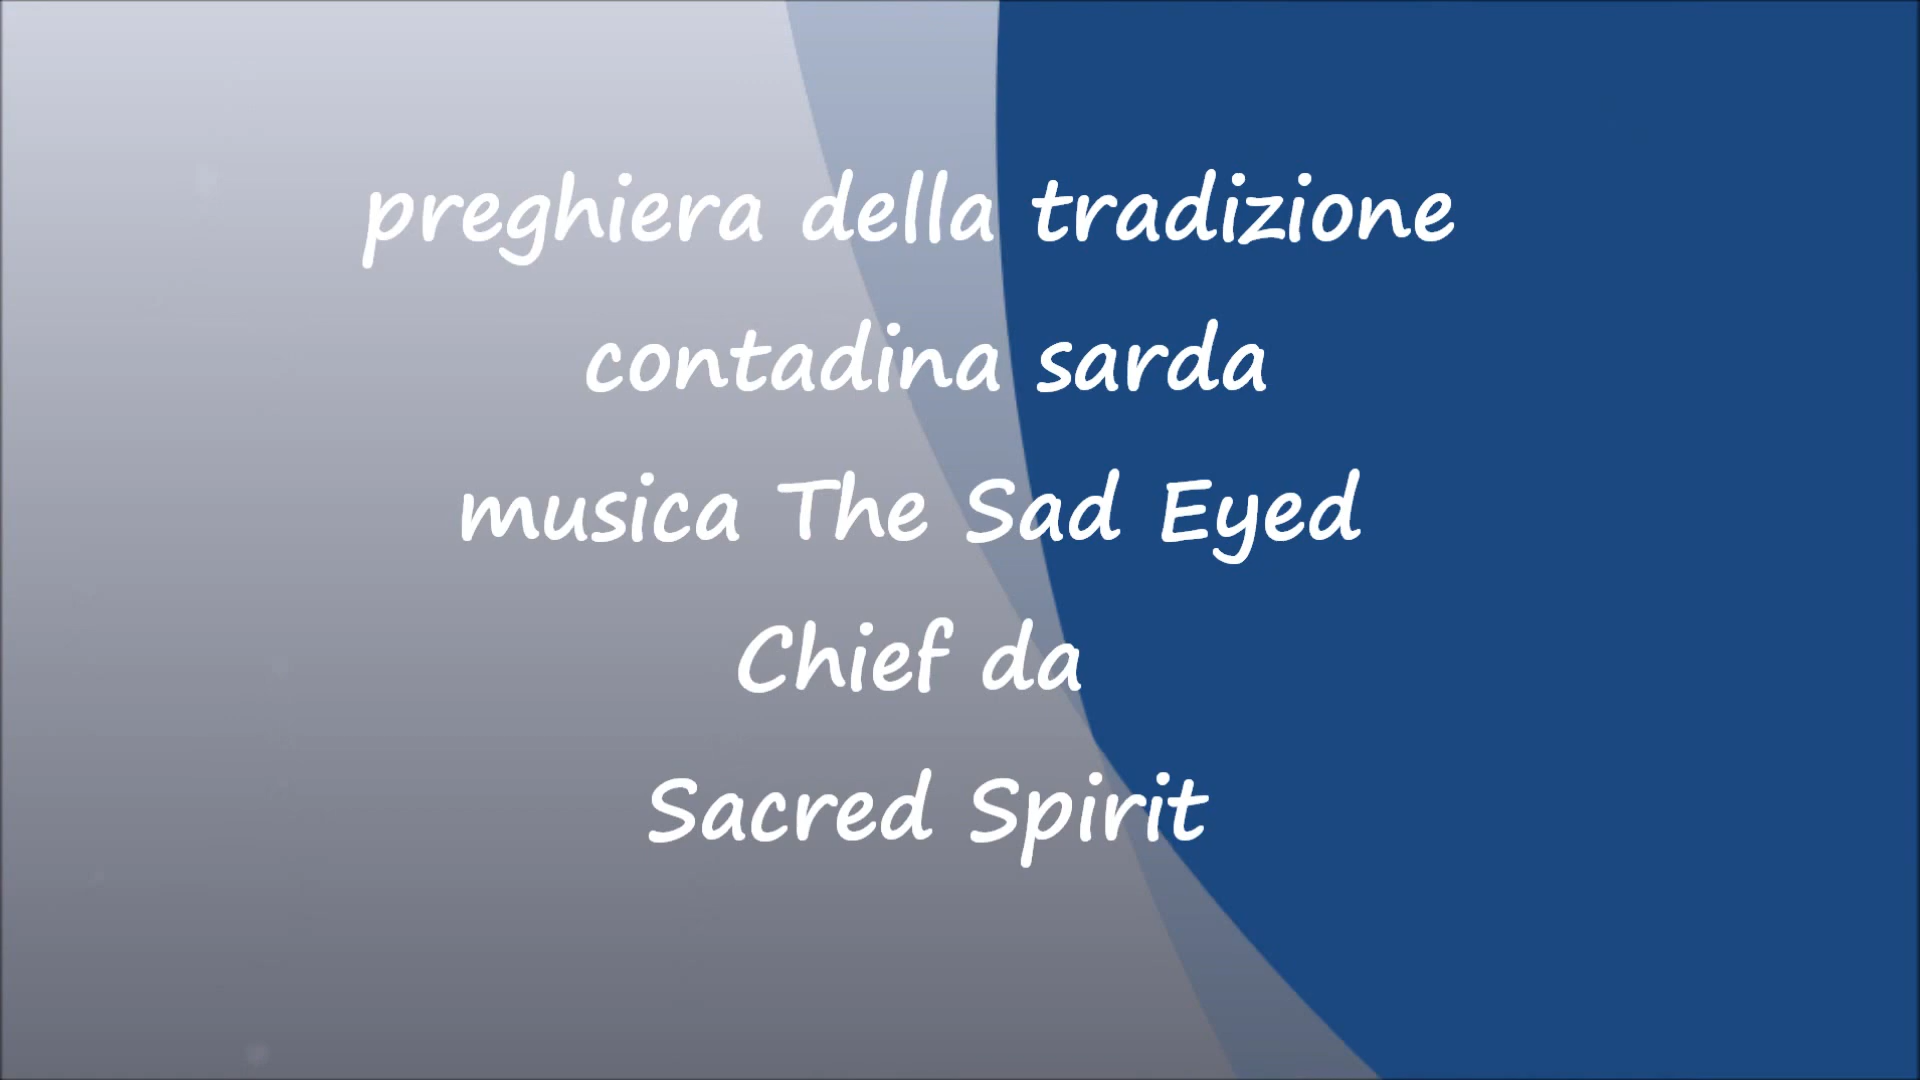 preghiera della tradizione
contadina sarda
musica The Sad Eyed
Chief da
Sacred Spirit